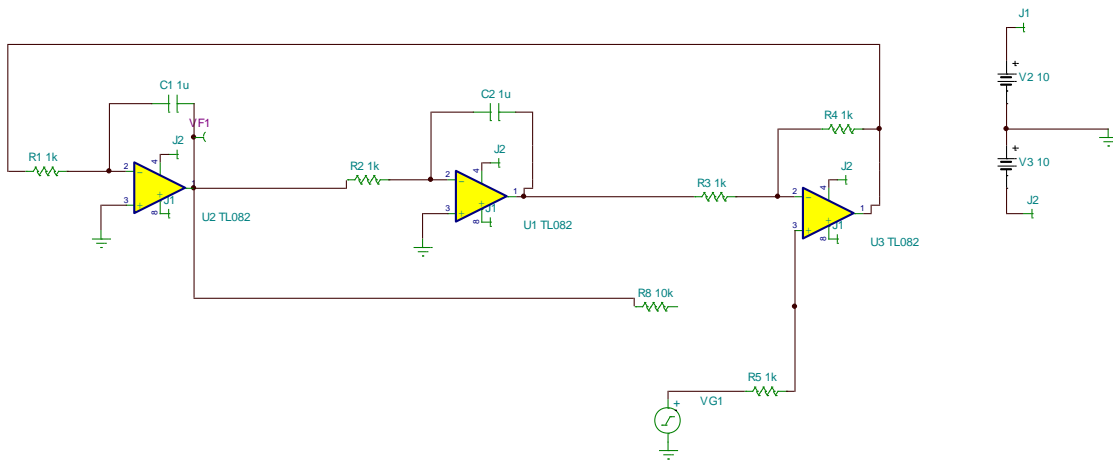 J1
+
V2 10
+
V3 10
J2
C1 1u
VF1
J2
R1 1k
2
4
3
8
1
J1
U2 TL082
C2 1u
J2
R2 1k
2
4
3
8
1
J1
U1 TL082
R4 1k
J2
R3 1k
2
4
3
8
1
J1
U3 TL082
R8 10k
R5 1k
VG1
+